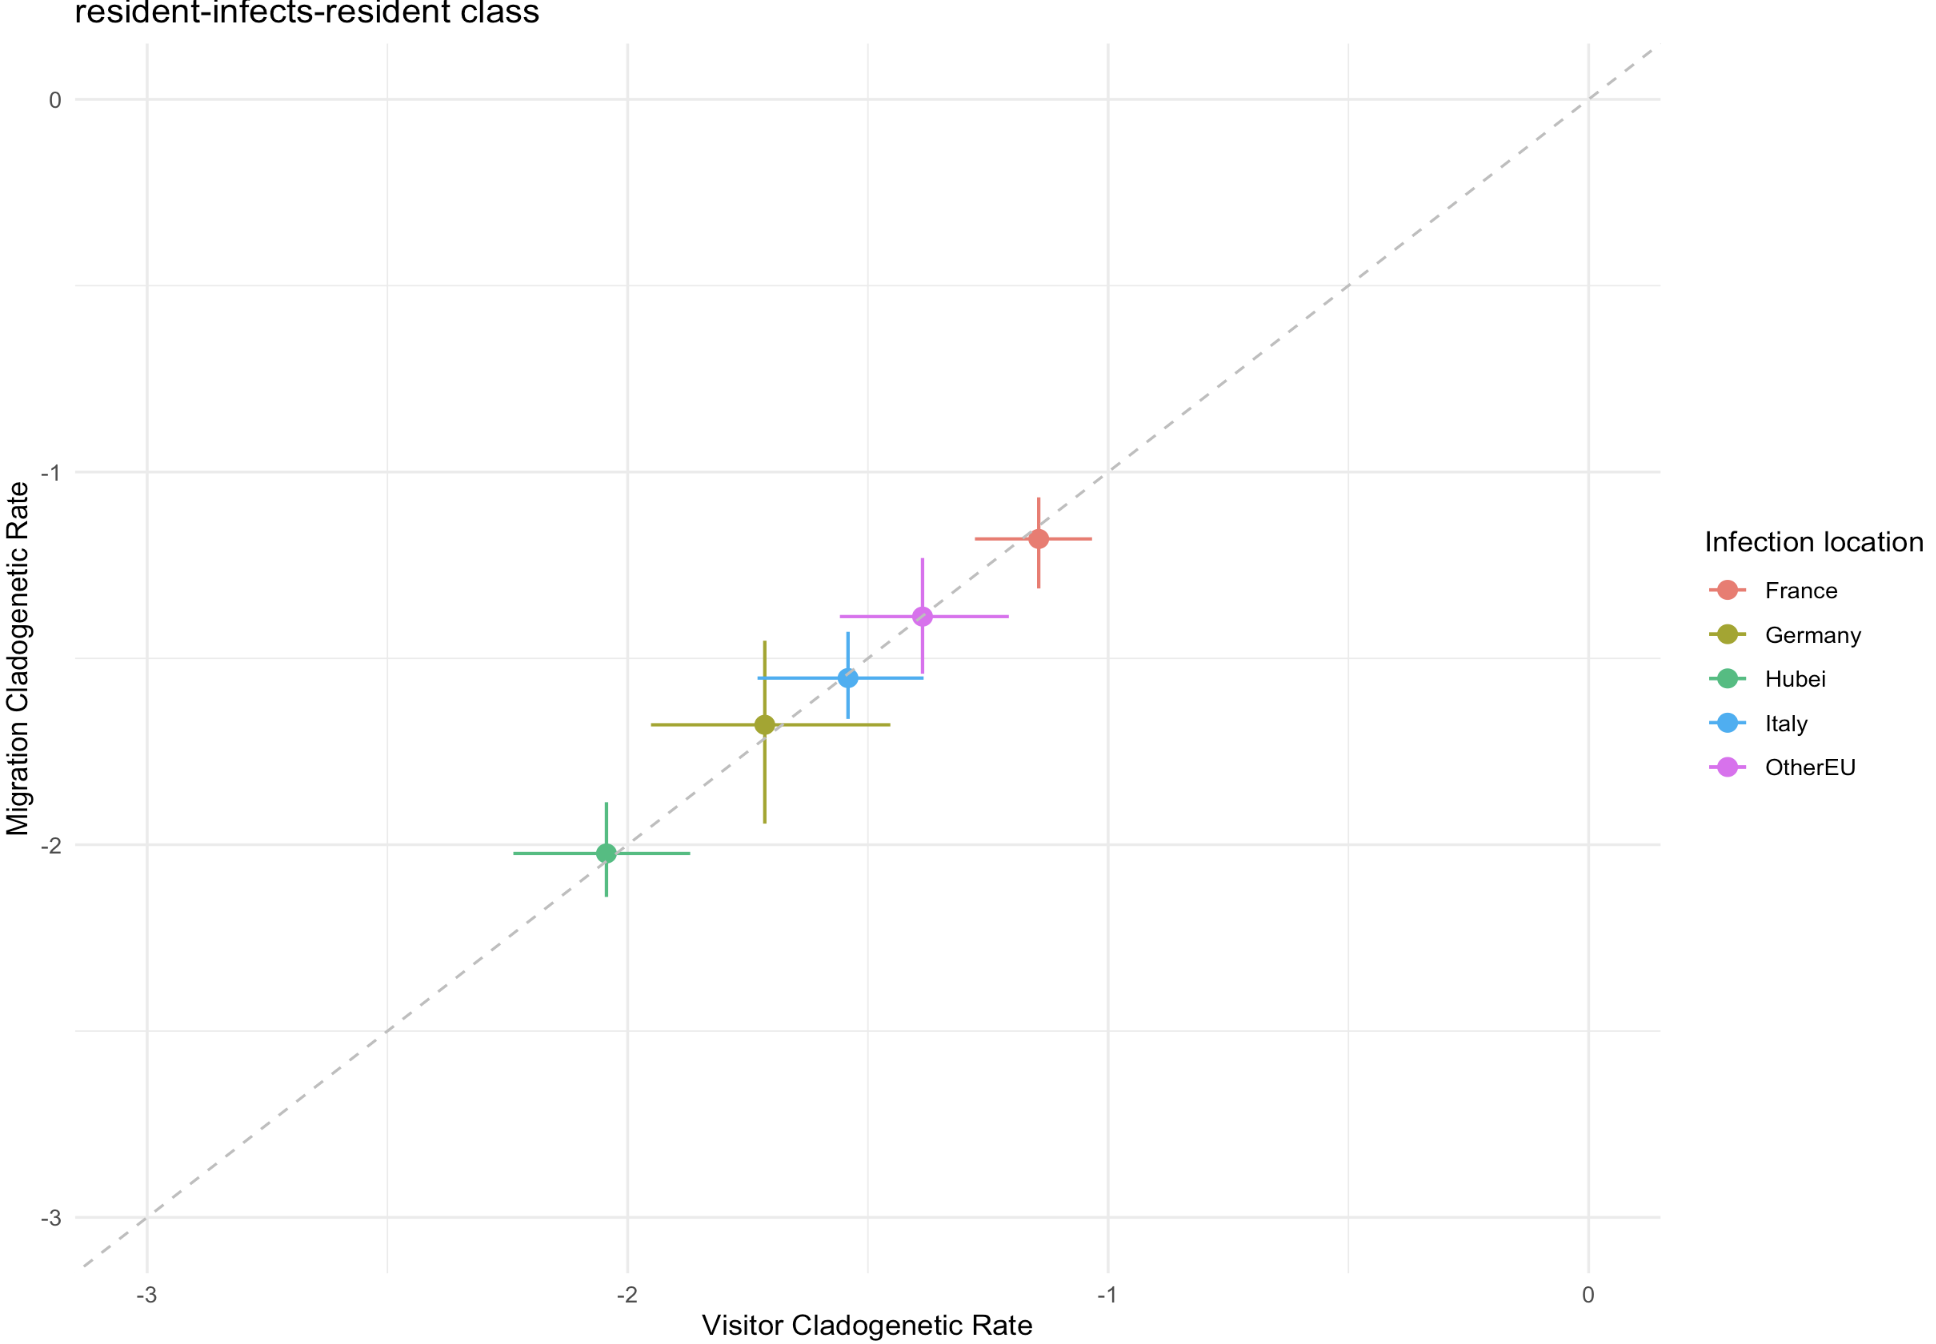 resident-infects-resident class
0
-1
-2
-3
Migration Cladogenetic Rate
-3
-2
-1
0
Visitor Cladogenetic Rate
Infection location
France
Germany
Hubei
Italy
OtherEU